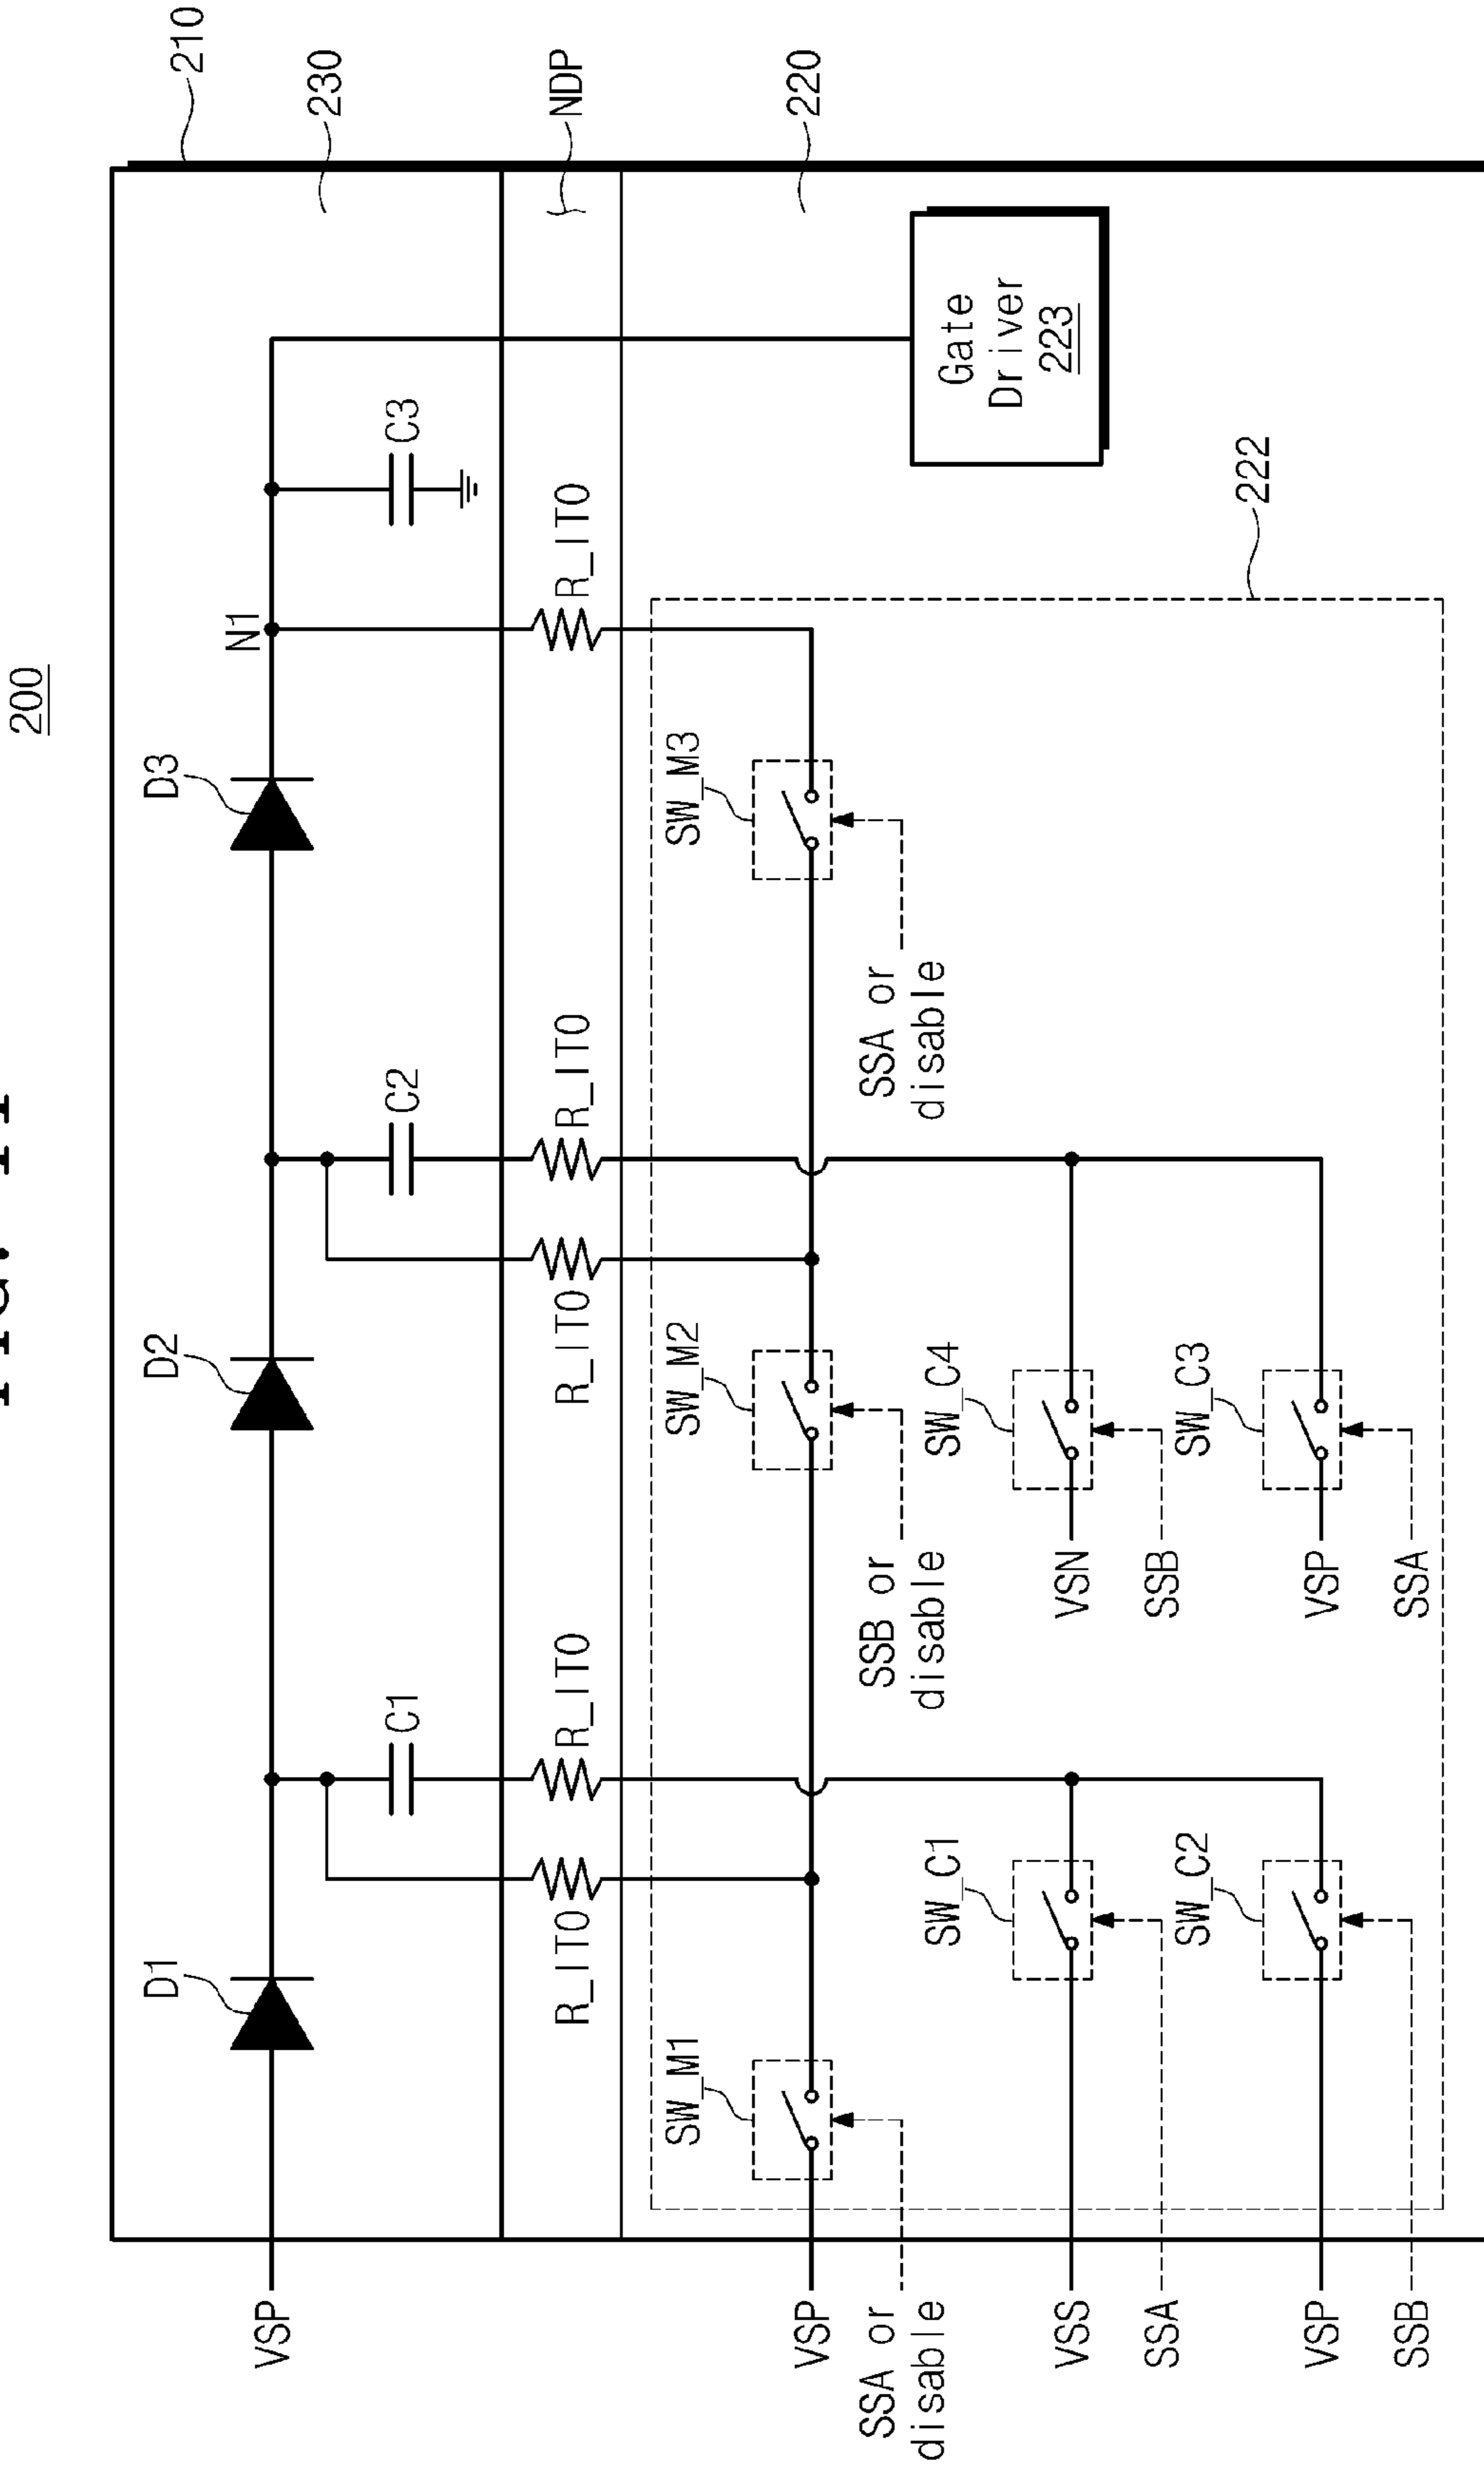 200
D1
D2
D3
210
N1
VSP
230
C1
C2
C3
R_ITO
R_ITO
R_ITO
R_ITO
R_ITO
NDP
SW_M1
SW_M2
SW_M3
VSP
220
SSA or
disable
SSB or
disable
SSA or
disable
Gate
Driver
223
SW_C1
SW_C4
VSS
VSN
SSA
SSB
SW_C2
SW_C3
222
VSP
VSP
SSB
SSA